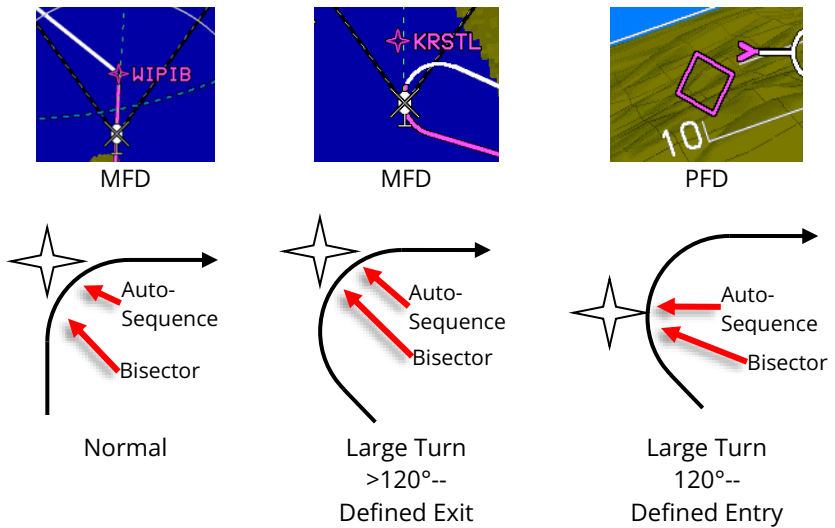 WIPIB
KRSTL
10
MFD
MFD
PFD
Auto-
Sequence
Bisector
Auto-
Sequence
Bisector
Auto-
Sequence
Bisector
Normal
Large Turn
>120°--
Defined Exit
Large Turn
120°--
Defined Entry